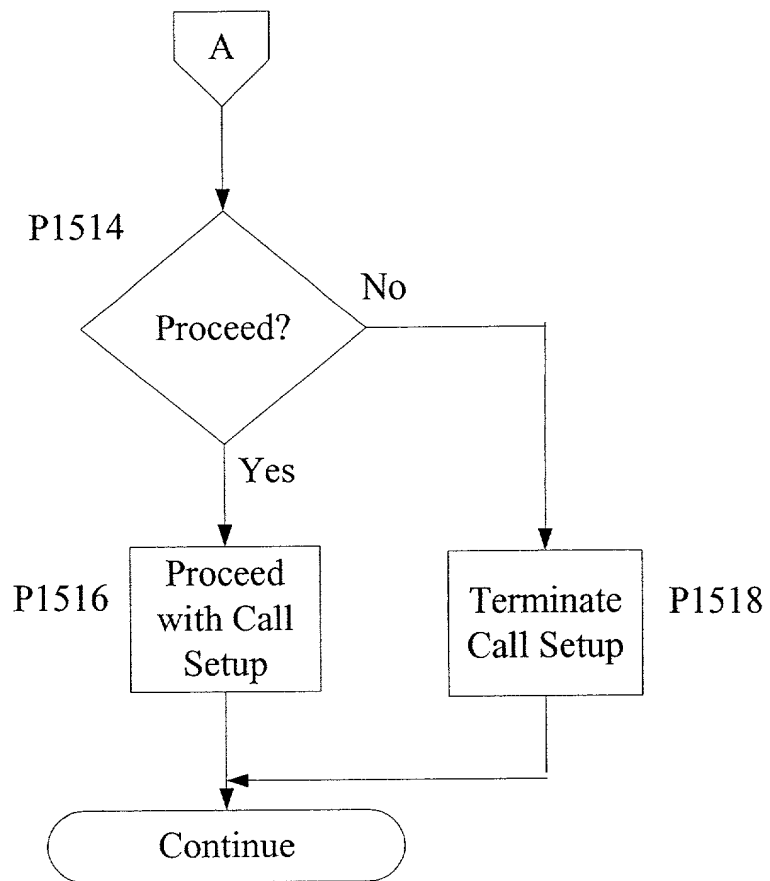 A
P1514
No
Proceed?
Yes
P1516
Proceed
with Call
Setup
Terminate
Call Setup
P1518
Continue